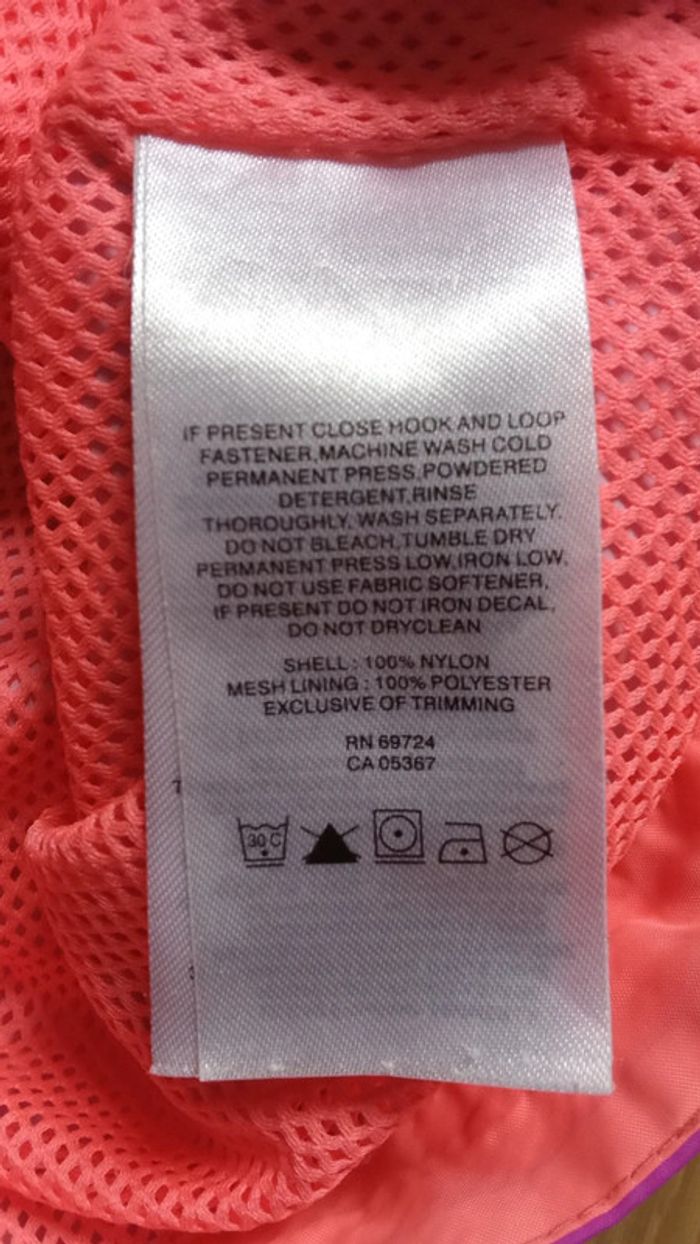 IF PRESENT CLOSE HOOK AND LOOP
FASTENER,MACHINE WASH COLD
PERMANENT PRESS,POWDERED
DETERGENT,RINSE
THOROUGHLY, WASH SEPARATELY.
DO NOT BLEACH,TUMBLE DRY
PERMANENT PRESS LOW,IRON LOW,
DO NOT USE FABRIC SOFTENER,
IF PRESENT DO NOT IRON DECAL,
DO NOT DRYCLEAN
SHELL : 100% NYLON
MESH LINING : 100% POLYESTER
EXCLUSIVE OF TRIMMING
RN 69724
CA 05367
30 C